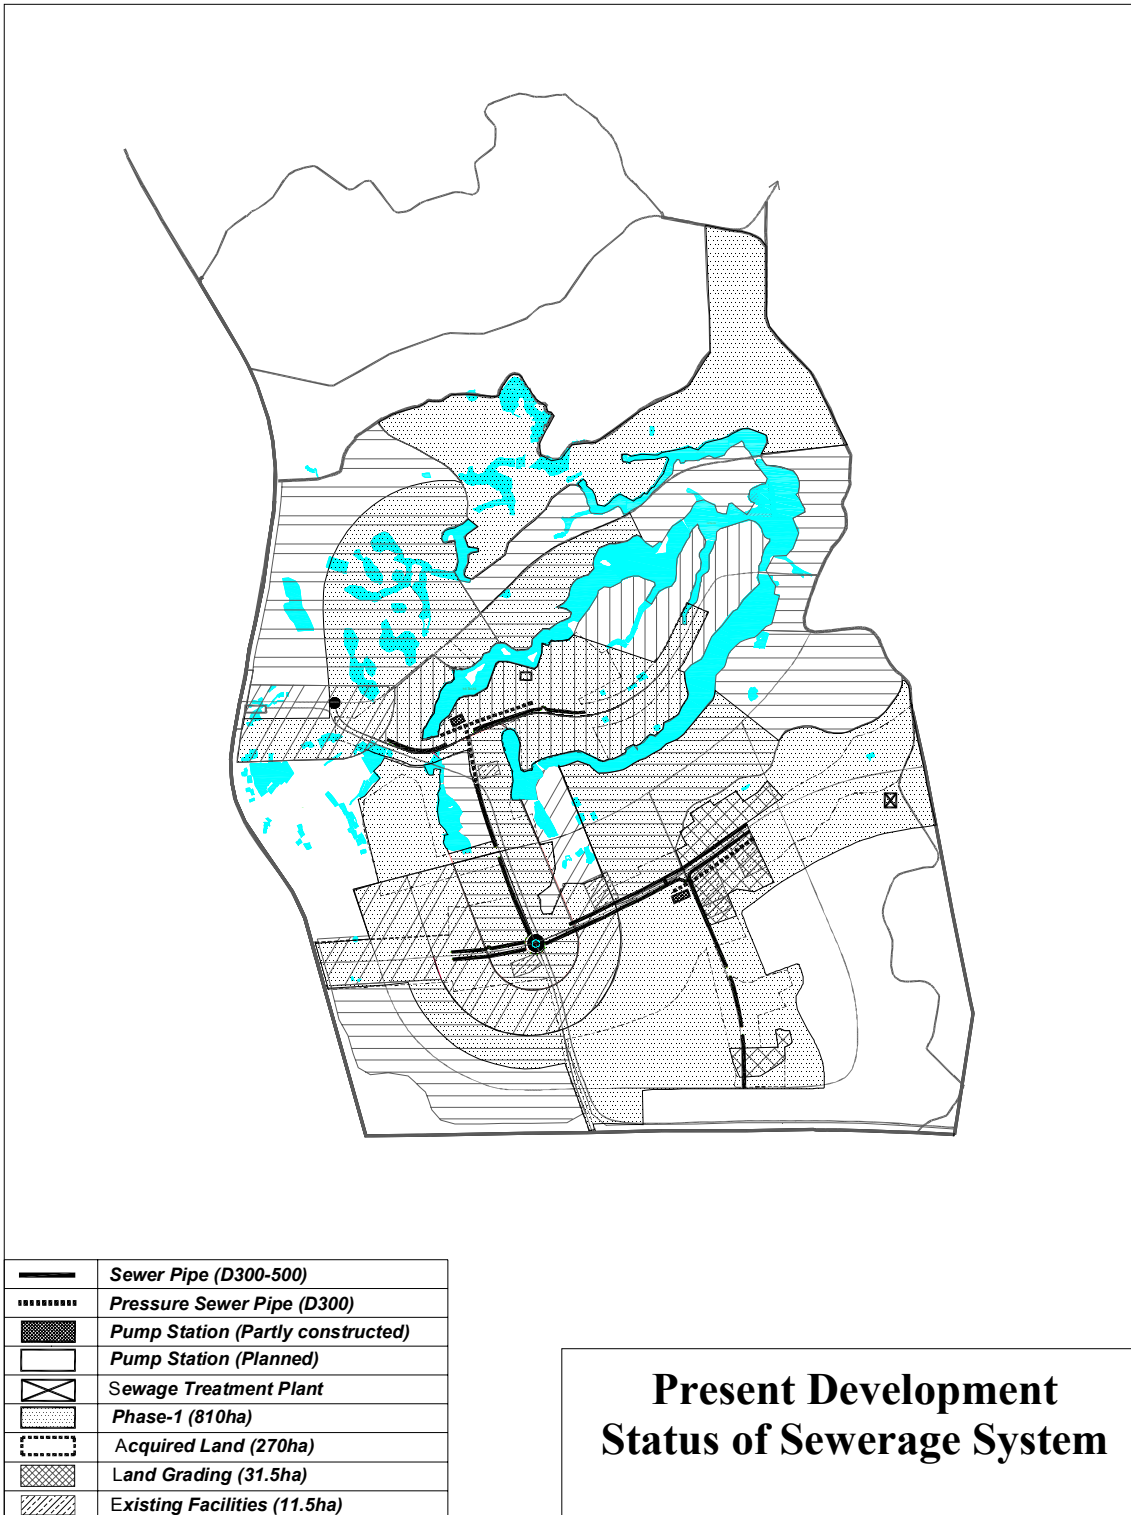 Sewer Pipe (D300-500)
Pressure Sewer Pipe (D300)
Pump Station (Partly constructed)
Pump Station (Planned)
Sewage Treatment Plant
Phase-1 (810ha)
Acquired Land (270ha)
Land Grading (31.5ha)
Existing Facilities (11.5ha)
Present Development
Status of Sewerage System